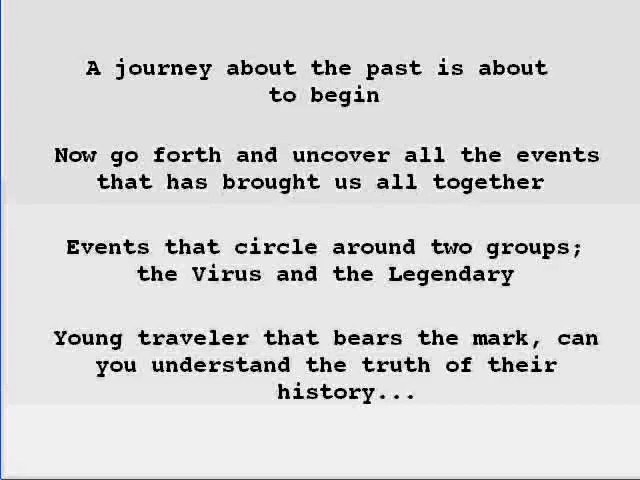 A journey about the past is about
to begin
Now go forth and uncover all the events
that has brought us all together
Events that circle around two groups;
the Virus and the Legendary
Young traveler that bears the mark, can
you understand the truth of their
history...